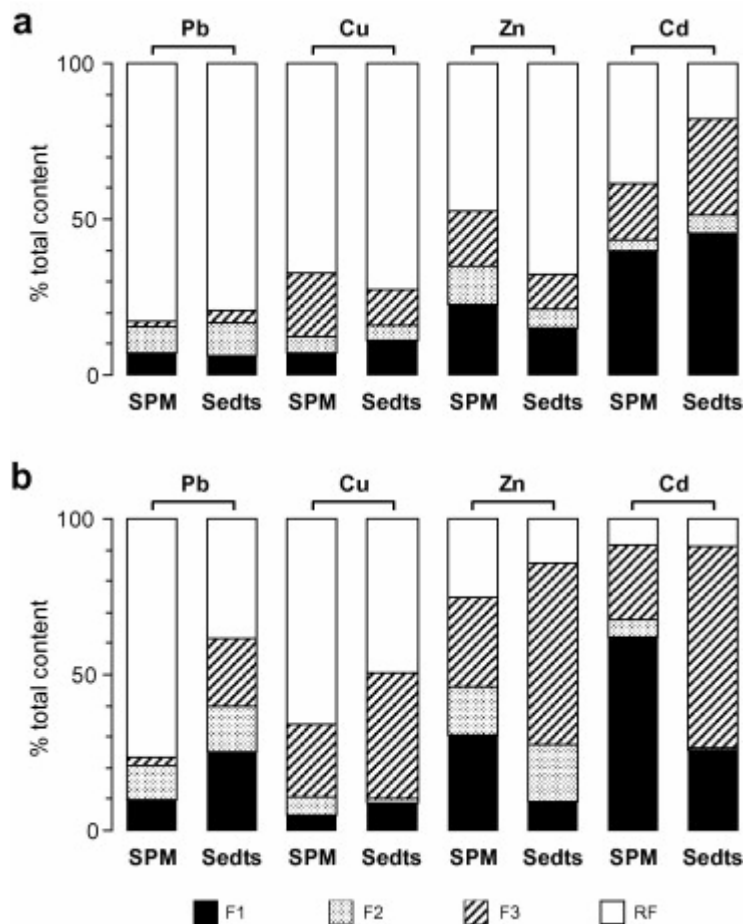 a
Pb Cu Zn Cd
100
50
0
% total content
SPM Sedts SPM Sedts SPM Sedts SPM Sedts
b
Pb Cu Zn Cd
100
50
0
% total content
SPM Sedts SPM Sedts SPM Sedts SPM Sedts
F1 F2 F3 RF